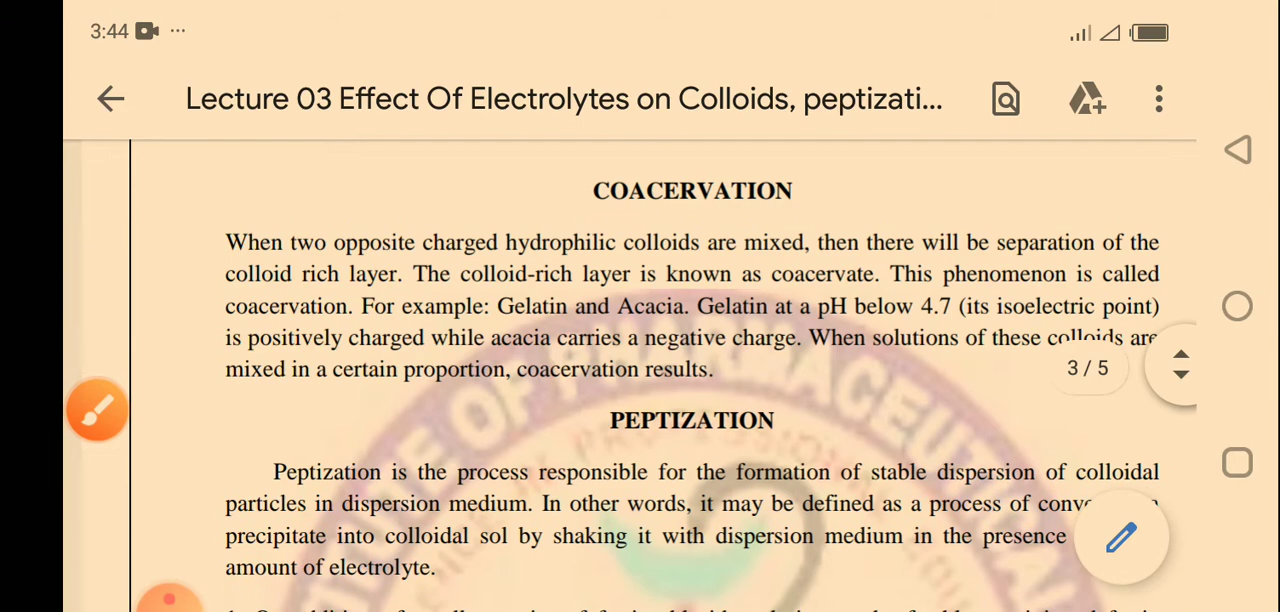 3:44 ...
Lecture 03 Effect Of Electrolytes on Colloids, peptizati...
COACERVATION
When two opposite charged hydrophilic colloids are mixed, then there will be separation of the
colloid rich layer. The colloid-rich layer is known as coacervate. This phenomenon is called
coacervation. For example: Gelatin and Acacia. Gelatin at a pH below 4.7 (its isoelectric point)
is positively charged while acacia carries a negative charge. When solutions of these colloids are
mixed in a certain proportion, coacervation results.
3 / 5
PEPTIZATION
Peptization is the process responsible for the formation of stable dispersion of colloidal
particles in dispersion medium. In other words, it may be defined as a process of
precipitate into colloidal sol by shaking it with dispersion medium in the presence
amount of electrolyte.
OF PHARMACEUTI